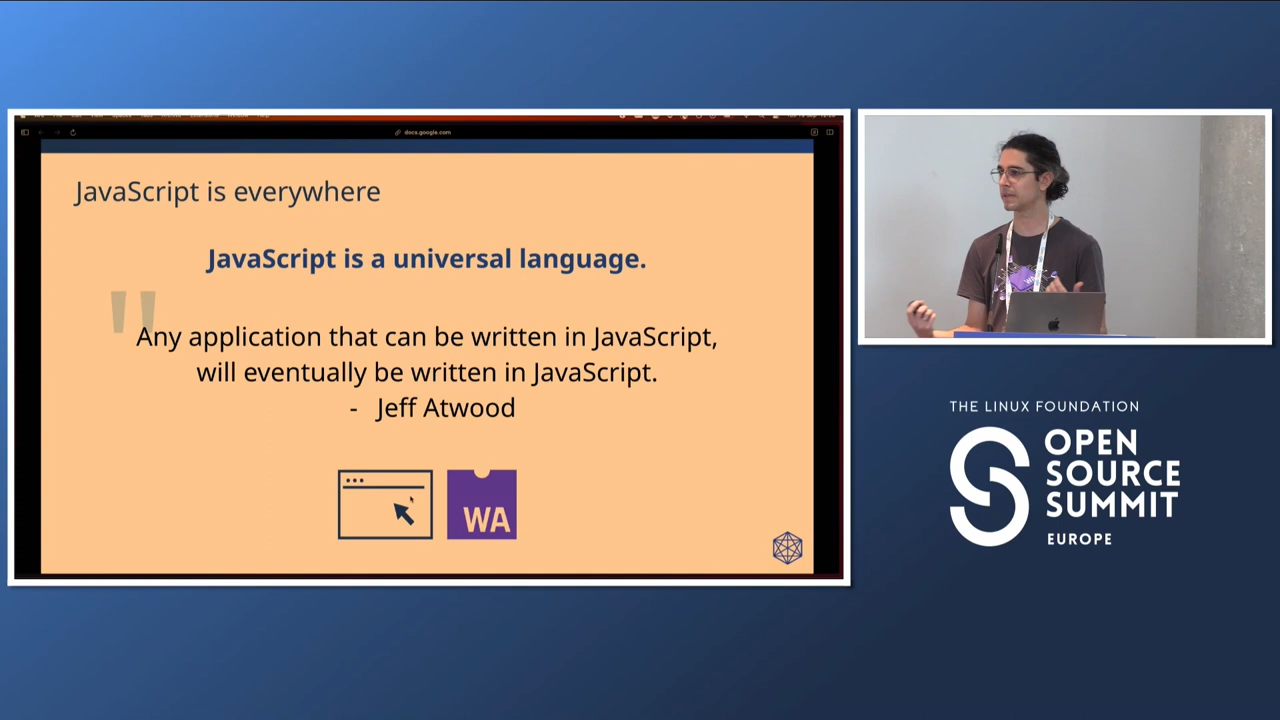 docs.google.com
JavaScript is everywhere
JavaScript is a universal language.
"
Any application that can be written in JavaScript,
will eventually be written in JavaScript.
- Jeff Atwood
WA
THE LINUX FOUNDATION
OPEN
SOURCE
SUMMIT
EUROPE